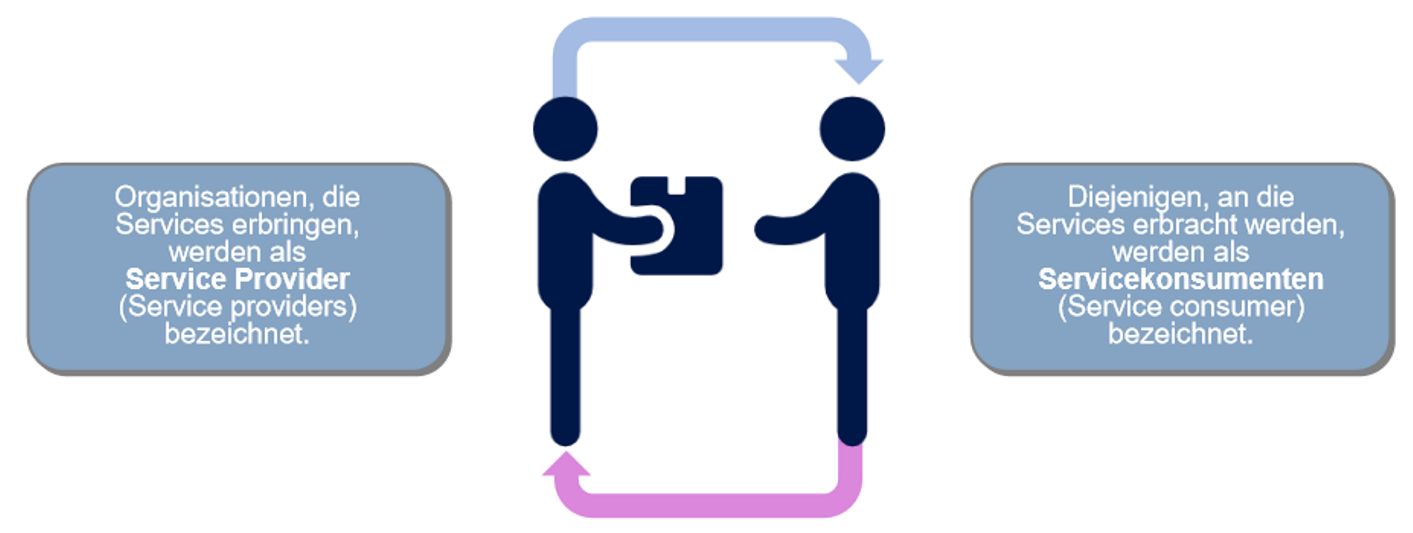 Organisationen, die
Services erbringen,
werden als
Service Provider
(Service providers)
bezeichnet.
Diejenigen, an die
Services erbracht werden,
werden als
Servicekonsumenten
(Service consumer)
bezeichnet.